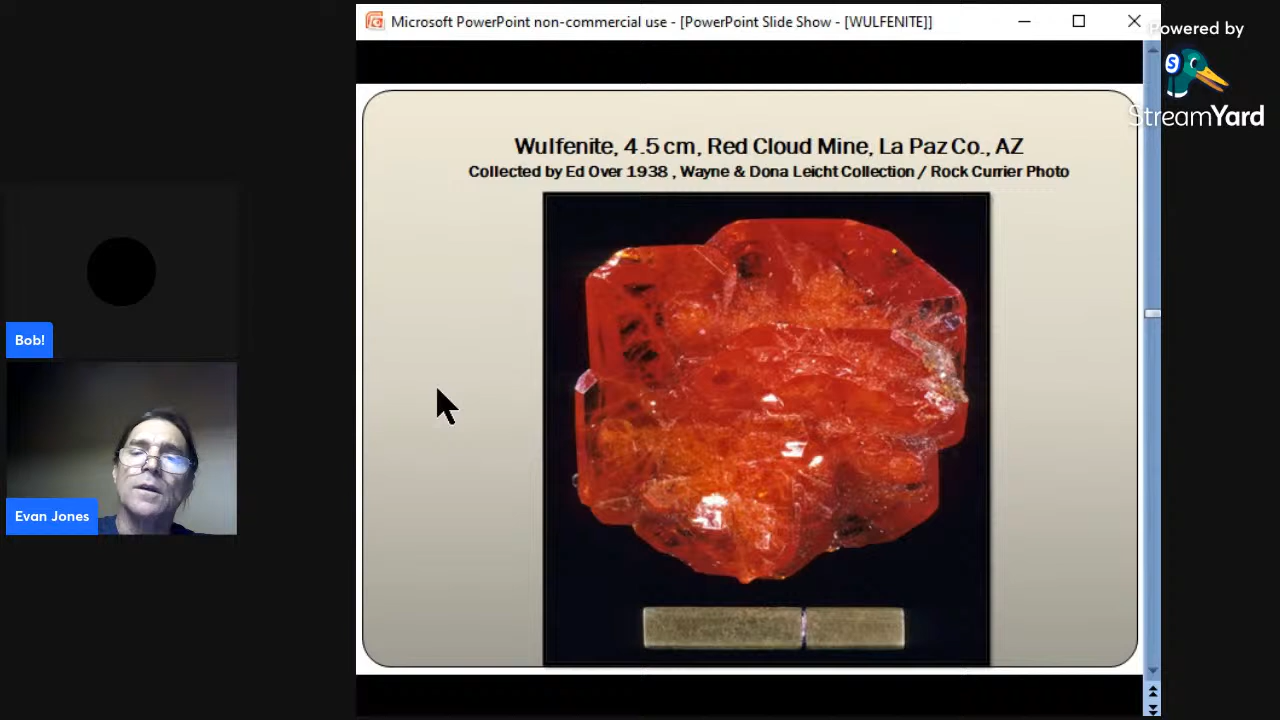 Microsoft PowerPoint non-commercial use - [PowerPoint Slide Show - [WULFENITE]]
Powered by
S
StreamYard
Wulfenite, 4.5 cm, Red Cloud Mine, La Paz Co., AZ
Collected by Ed Over 1938 , Wayne & Dona Leicht Collection / Rock Currier Photo
Bob!
Evan Jones